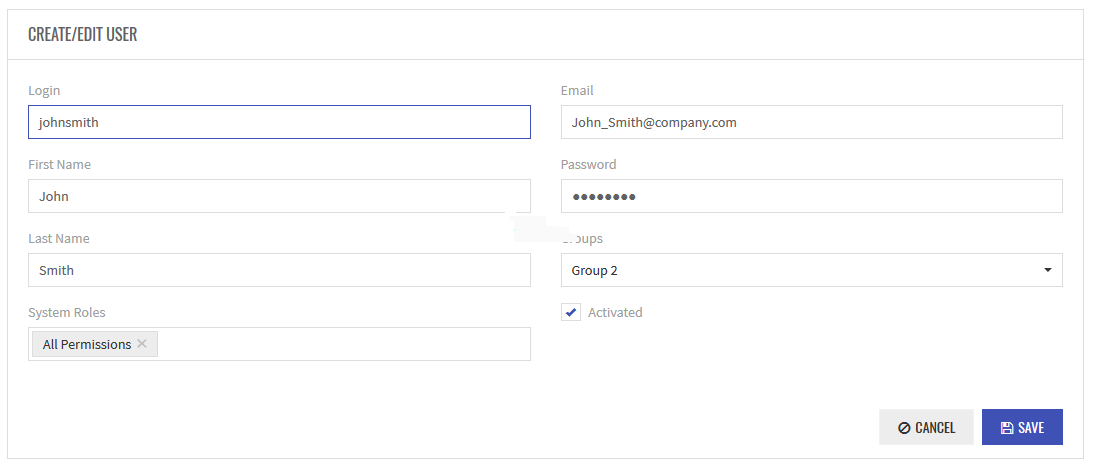 CREATE/EDIT USER
Login
johnsmith
Email
John_Smith@company.com
First Name
John
Password
●●●●●●●●
Last Name
Smith
Group 2
System Roles
All Permissions ×
Activated
CANCEL
SAVE